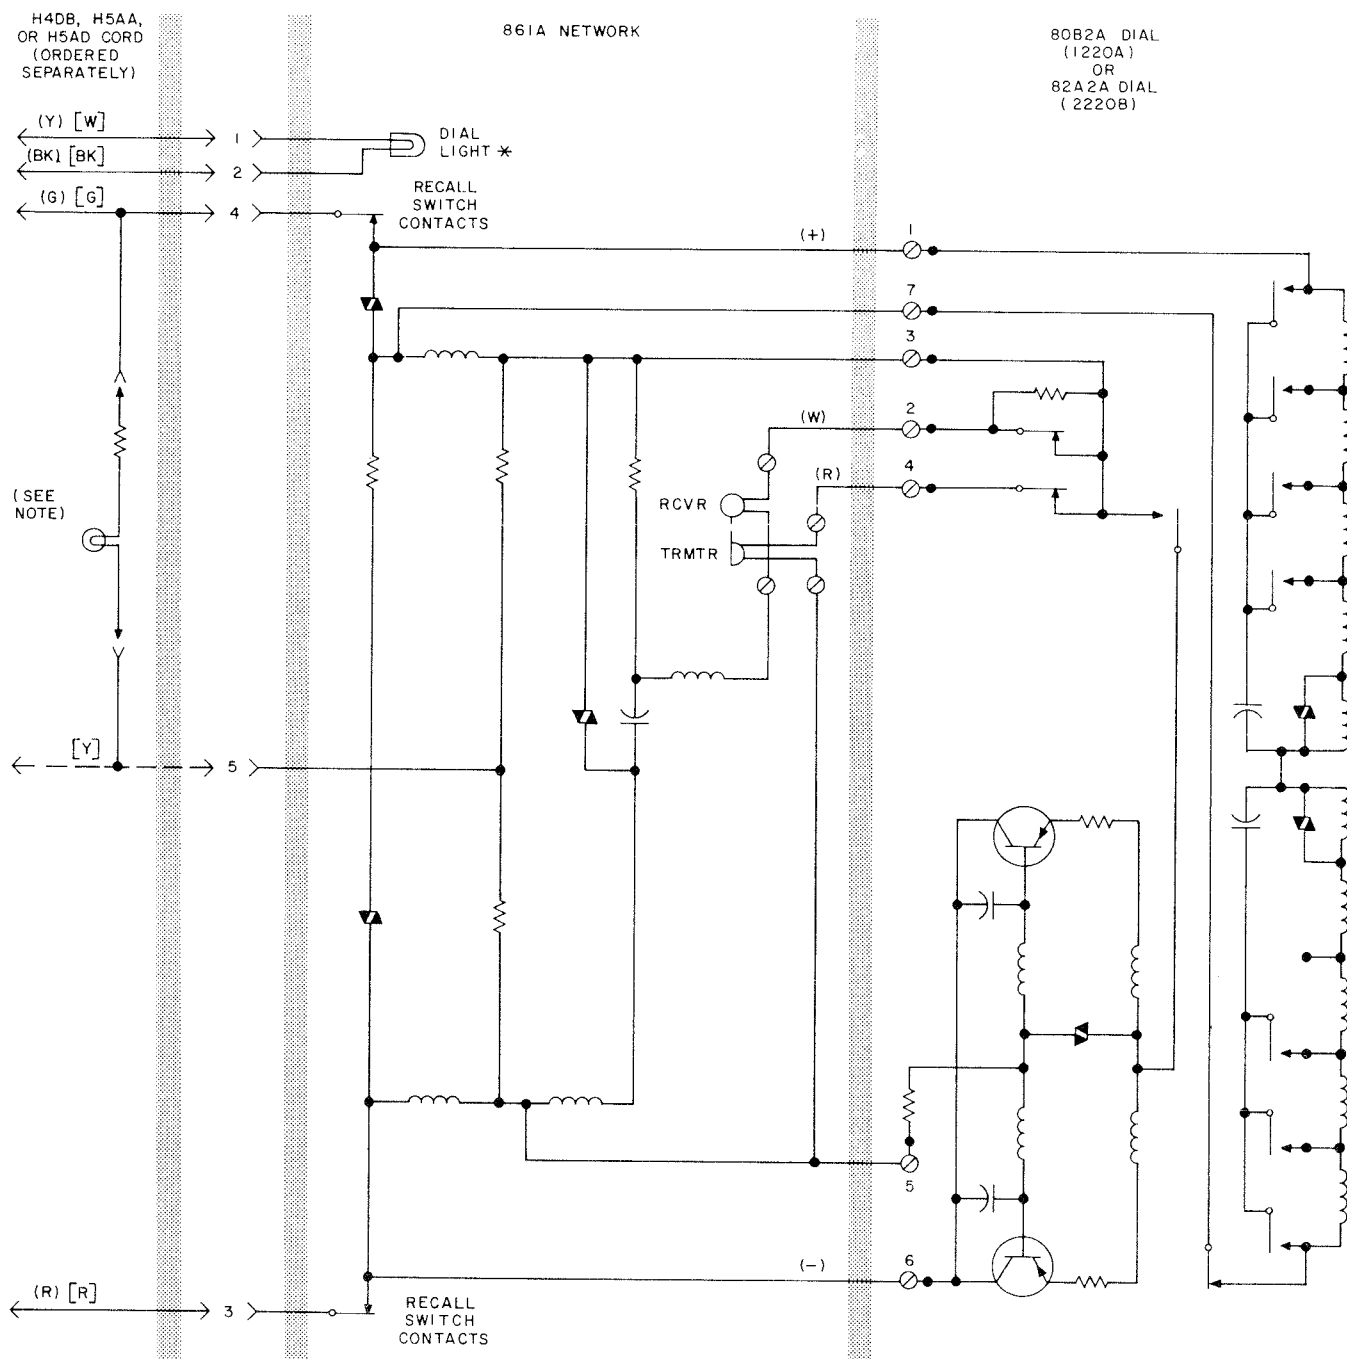 H4DB, H5AA,
OR H5AD CORD
(ORDERED
SEPARATELY)
861A NETWORK
80B2A DIAL
(1220A)
OR
82A2A DIAL
(2220B)
(Y) [W]
1
DIAL
LIGHT *
(BK) [BK]
2
(G) [G]
4
RECALL
SWITCH
CONTACTS
(+)
1
7
3
(W)
2
(R)
4
(SEE
NOTE)
RCVR
TRMTR
[Y]
5
5
(-)
6
(R) [R]
3
RECALL
SWITCH
CONTACTS